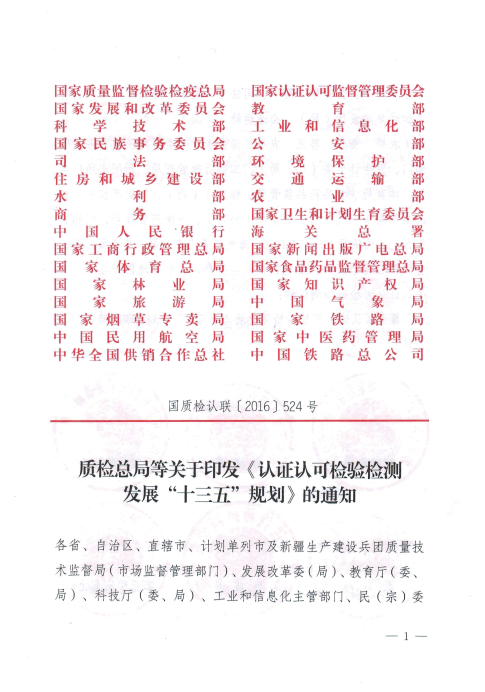 国家质量监督检验检疫总局 国家认证认可监督管理委员会
国家发展和改革委员会 教育部
科学技术部 工业和信息化部
国家民族事务委员会 公安部
司法部 环境保护部
住房和城乡建设部 交通运输部
水利部 农业部
商务部 国家卫生和计划生育委员会
中国人民银行 海关总署
国家工商行政管理总局 国家新闻出版广电总局
国家体育总局 国家食品药品监督管理总局
国家林业局 国家知识产权局
国家旅游局 中国气象局
国家烟草专卖局 国家铁路局
中国民用航空局 国家中医药管理局
中华全国供销合作总社 中国铁路总公司
国质检认联〔2016〕524 号
质检总局等关于印发《认证认可检验检测
发展“十三五”规划》的通知
各省、自治区、直辖市、计划单列市及新疆生产建设兵团质量技
术监督局(市场监督管理部门)、发展改革委(局)、教育厅(委、
局)、科技厅(委、局)、工业和信息化主管部门、民(宗)委
— 1 —